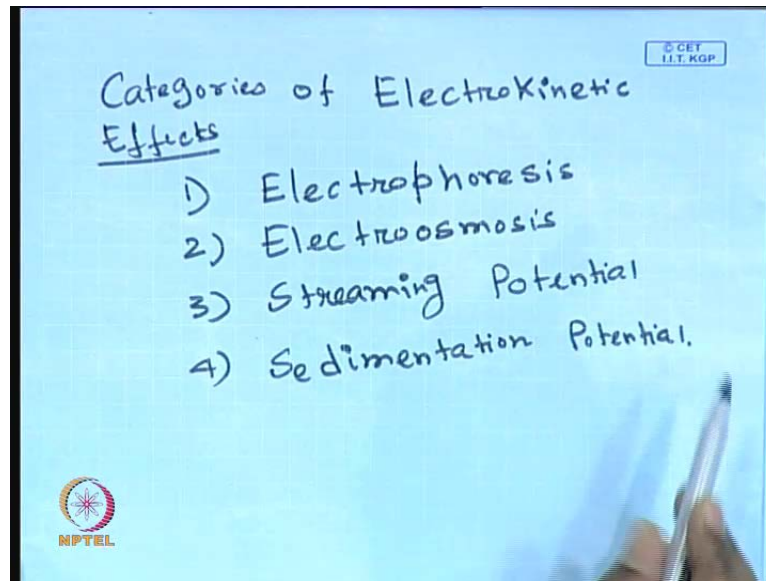 © CET
I.I.T. KGP
Categories of Electrokinetic
Effects
1) Electrophoresis
2) Electroosmosis
3) Streaming Potential
4) Sedimentation Potential.
NPTEL